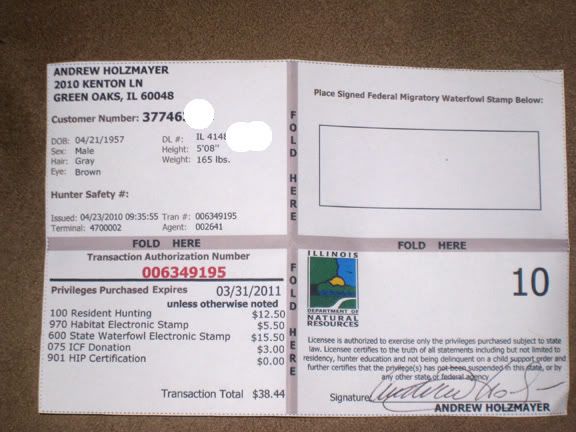 ANDREW HOLZMAYER
2010 KENTON LN
GREEN OAKS, IL 60048
Customer Number: 37746
DOB: 04/21/1957 DL #: IL 4148
Sex: Male Height: 5'08"
Hair: Gray Weight: 165 lbs.
Eye: Brown
Hunter Safety #:
Issued: 04/23/2010 09:35:55 Tran #: 006349195
Terminal: 4700002 Agent: 002641
FOLD HERE
Place Signed Federal Migratory Waterfowl Stamp Below:
FOLD HERE
FOLD HERE
Transaction Authorization Number
006349195
Privileges Purchased Expires 03/31/2011
unless otherwise noted
100 Resident Hunting $12.50
970 Habitat Electronic Stamp $5.50
600 State Waterfowl Electronic Stamp $15.50
075 ICF Donation $3.00
901 HIP Certification $0.00
Transaction Total $38.44
FOLD HERE
ILLINOIS
DEPARTMENT OF
NATURAL
RESOURCES
10
Licensee is authorized to exercise only the privileges purchased subject to state
law. Licensee certifies to the truth of all statements including but not limited to
residency, hunter education and not being delinquent on a child support order and
further certifies that the privilege(s) has not been suspended in this state, or by
any other state or federal agency
Signature
ANDREW HOLZMAYER